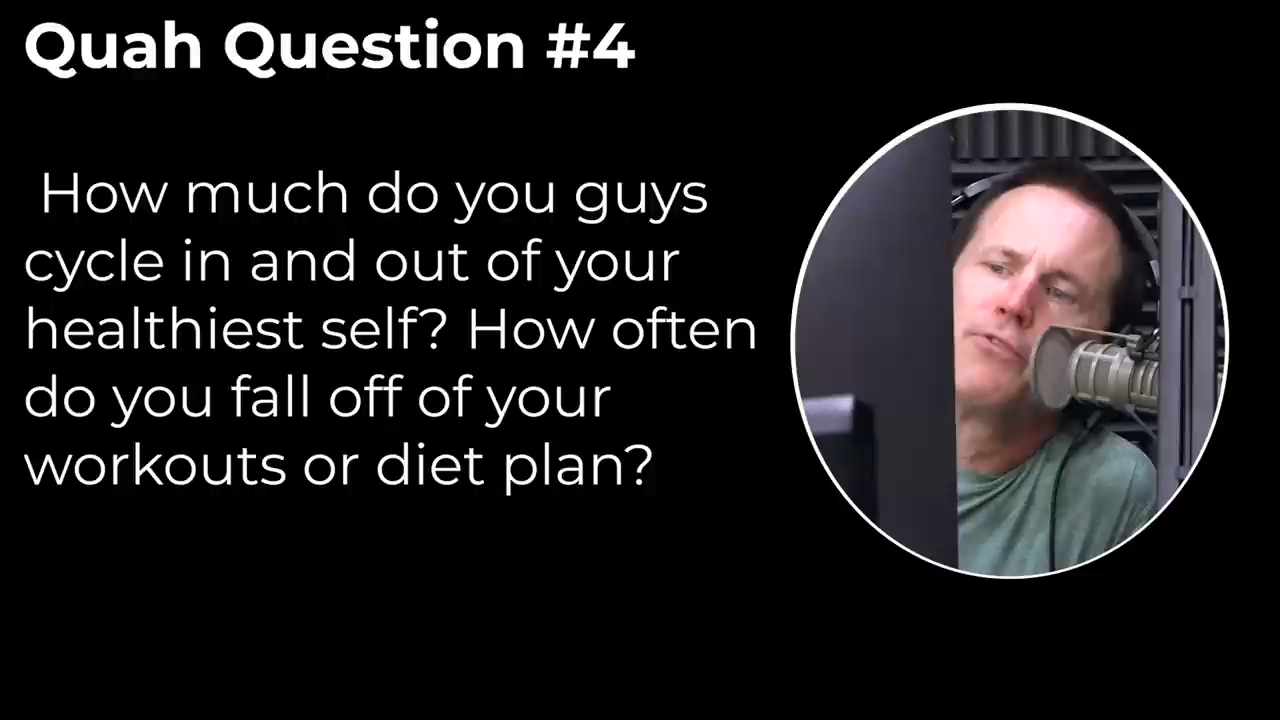 Quah Question #4
How much do you guys
cycle in and out of your
healthiest self? How often
do you fall off of your
workouts or diet plan?